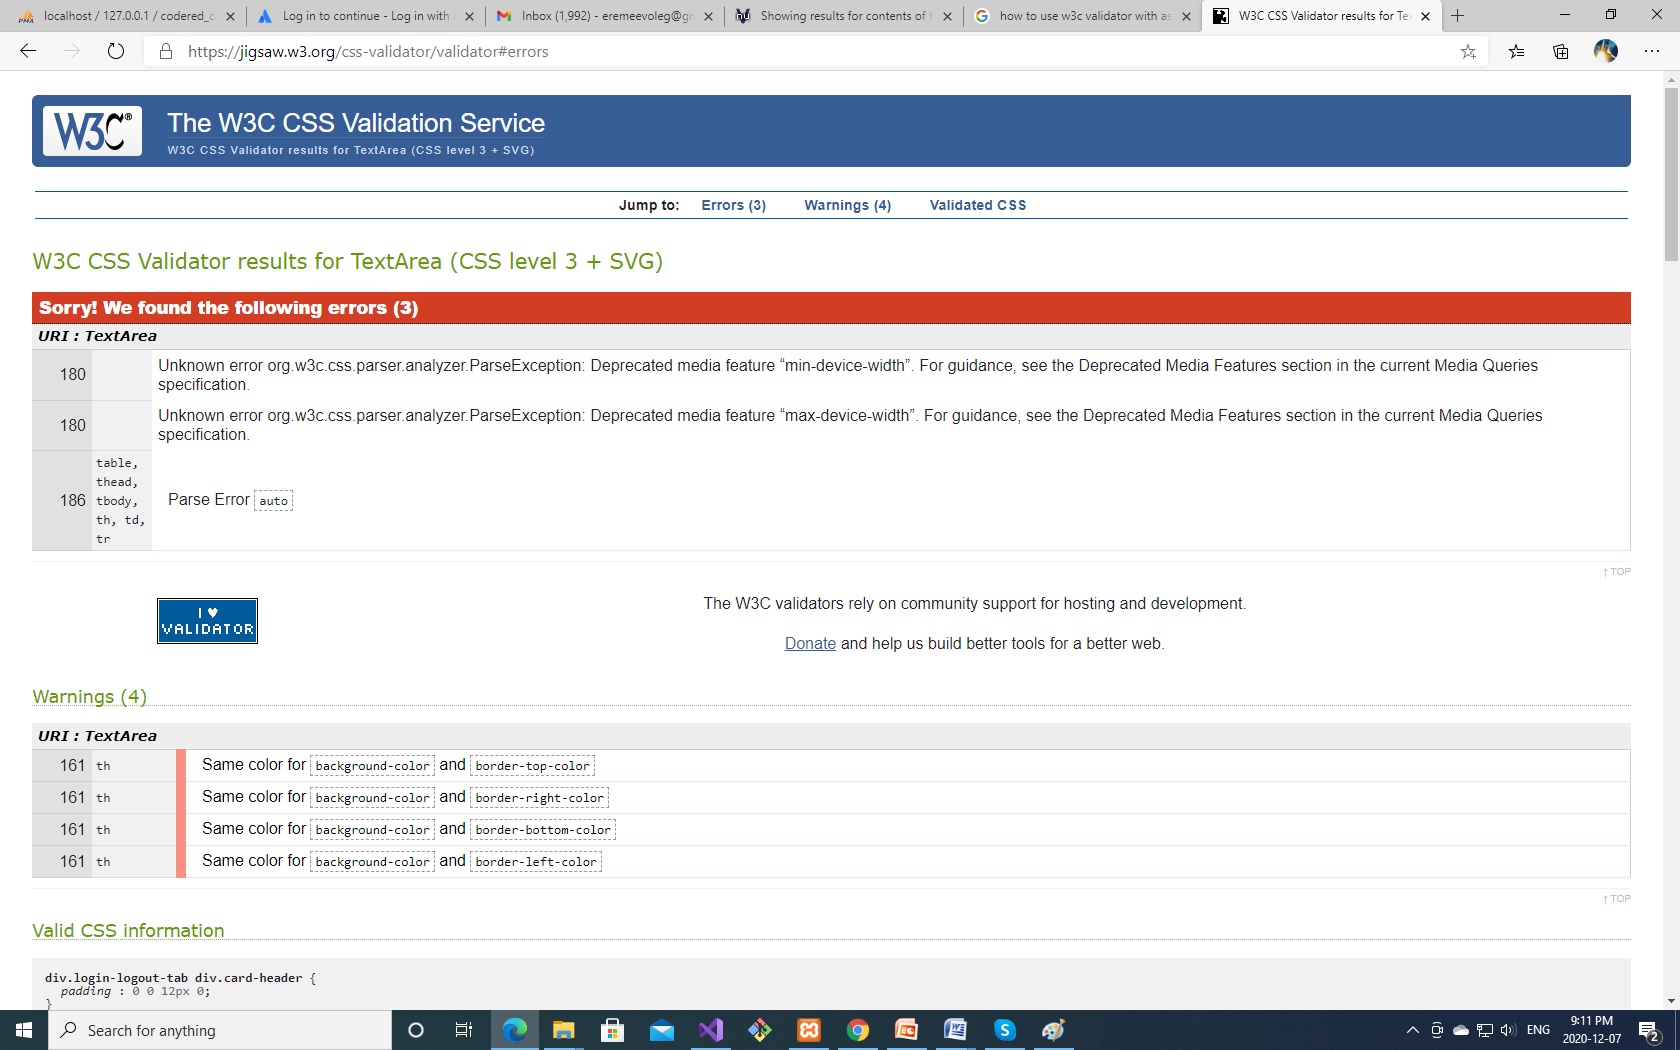 localhost / 127.0.0.1 / codered_c
Log in to continue - Log in with
Inbox (1,992) - eremeevoleg@g
Showing results for contents of t
how to use w3c validator with as
W3C CSS Validator results for Te
https://jigsaw.w3.org/css-validator/validator#errors
W3C®
The W3C CSS Validation Service
W3C CSS Validator results for TextArea (CSS level 3 + SVG)
Jump to: Errors (3) Warnings (4) Validated CSS
W3C CSS Validator results for TextArea (CSS level 3 + SVG)
Sorry! We found the following errors (3)
URI : TextArea
180 Unknown error org.w3c.css.parser.analyzer.ParseException: Deprecated media feature “min-device-width”. For guidance, see the Deprecated Media Features section in the current Media Queries
specification.
180 Unknown error org.w3c.css.parser.analyzer.ParseException: Deprecated media feature “max-device-width”. For guidance, see the Deprecated Media Features section in the current Media Queries
specification.
186 table,
thead,
tbody,
th, td,
tr
Parse Error auto
↑ TOP
I ♥
VALIDATOR
The W3C validators rely on community support for hosting and development.
Donate and help us build better tools for a better web.
Warnings (4)
URI : TextArea
161 th Same color for background-color and border-top-color
161 th Same color for background-color and border-right-color
161 th Same color for background-color and border-bottom-color
161 th Same color for background-color and border-left-color
↑ TOP
Valid CSS information
div.login-logout-tab div.card-header {
padding : 0 0 12px 0;
}
Search for anything
ENG
9:11 PM
2020-12-07
2